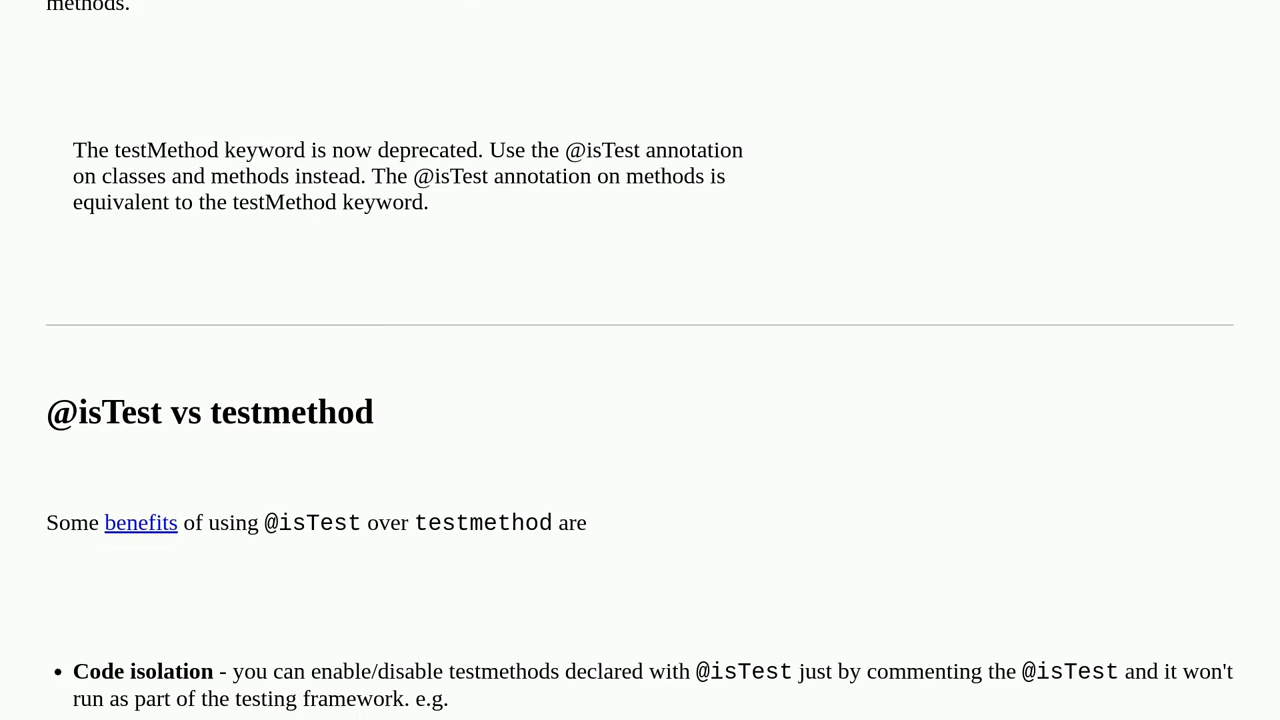 methods.
The testMethod keyword is now deprecated. Use the @isTest annotation
on classes and methods instead. The @isTest annotation on methods is
equivalent to the testMethod keyword.
@isTest vs testmethod
Some benefits of using @isTest over testmethod are
• Code isolation - you can enable/disable testmethods declared with @isTest just by commenting the @isTest and it won't
run as part of the testing framework. e.g.